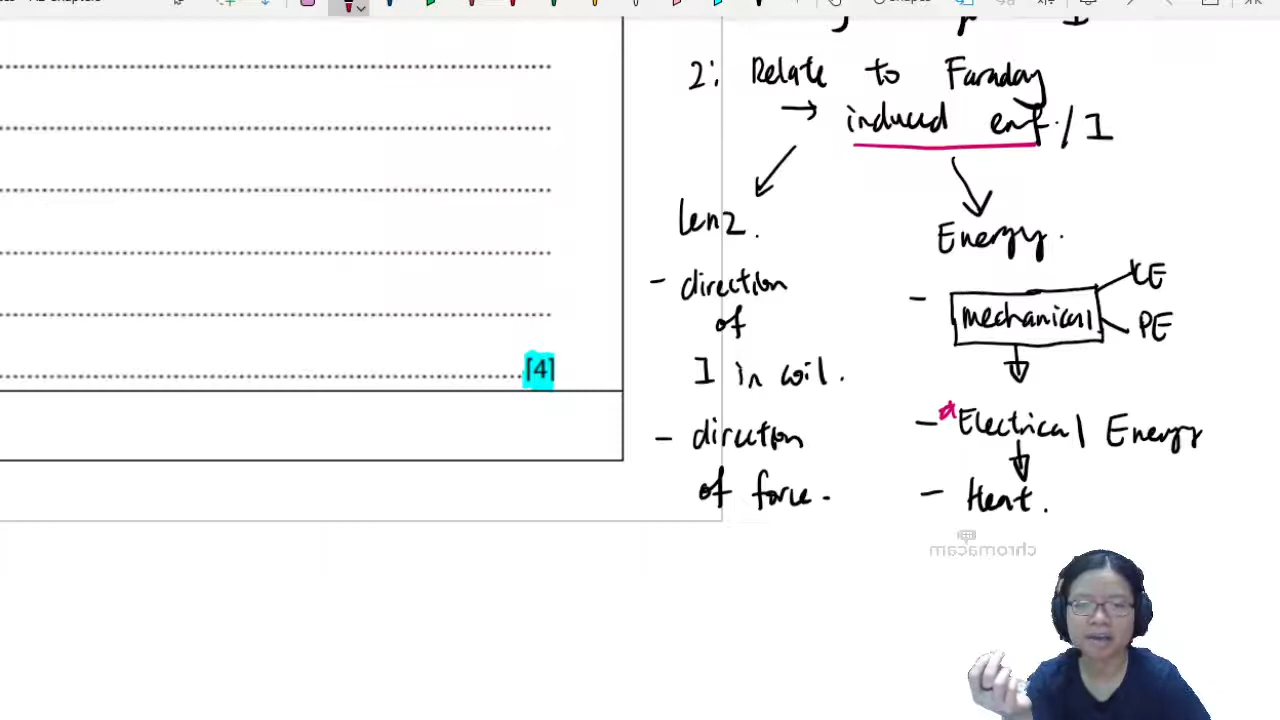 2: Relate to Faraday
→ induced emf / I
Lenz.
- direction
of
I in coil.
- direction
of force.
Energy.
- mechanical
KE
PE
- * Electrical Energy
- Heat.
[4]
chromacam